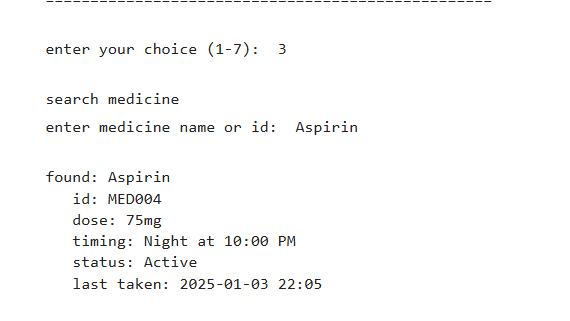 --------------------------------------------------
enter your choice (1-7):  3
search medicine
enter medicine name or id:  Aspirin
found: Aspirin
   id: MED004
   dose: 75mg
   timing: Night at 10:00 PM
   status: Active
   last taken: 2025-01-03 22:05